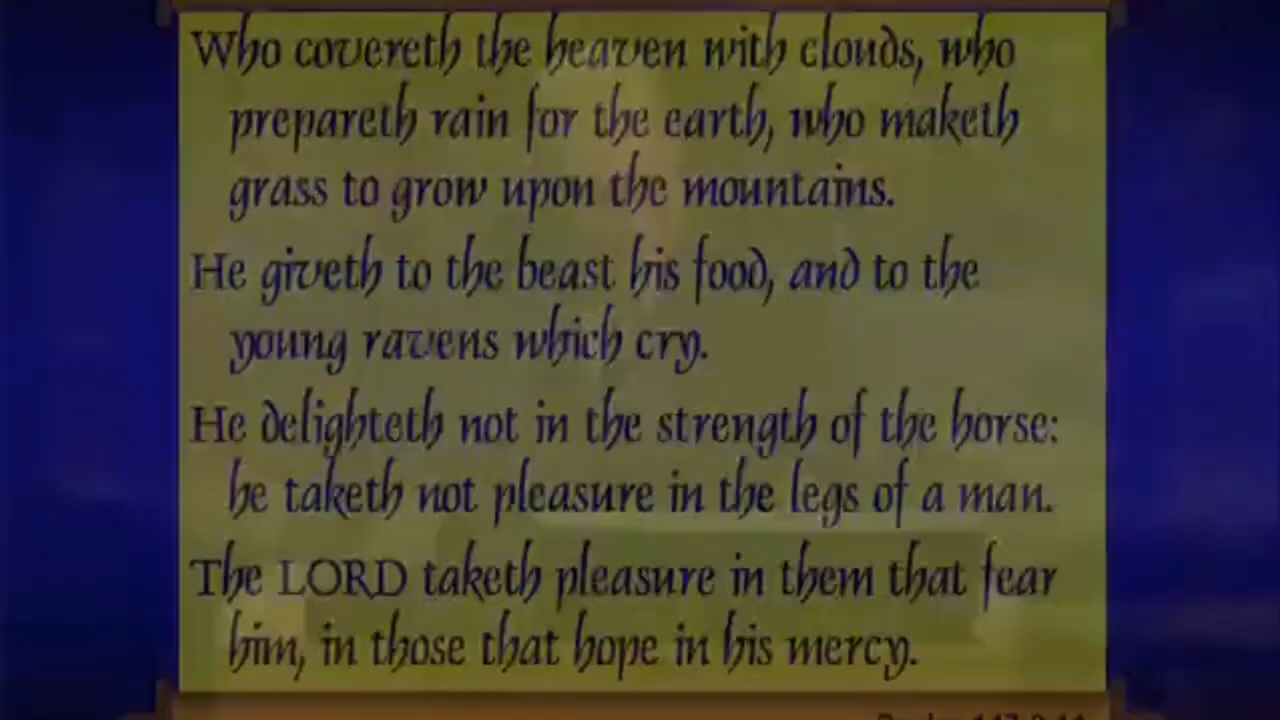 Who covereth the heaven with clouds, who
prepareth rain for the earth, who maketh
grass to grow upon the mountains.
He giveth to the beast his food, and to the
young ravens which cry.
He delighteth not in the strength of the horse:
he taketh not pleasure in the legs of a man.
The LORD taketh pleasure in them that fear
him, in those that hope in his mercy.